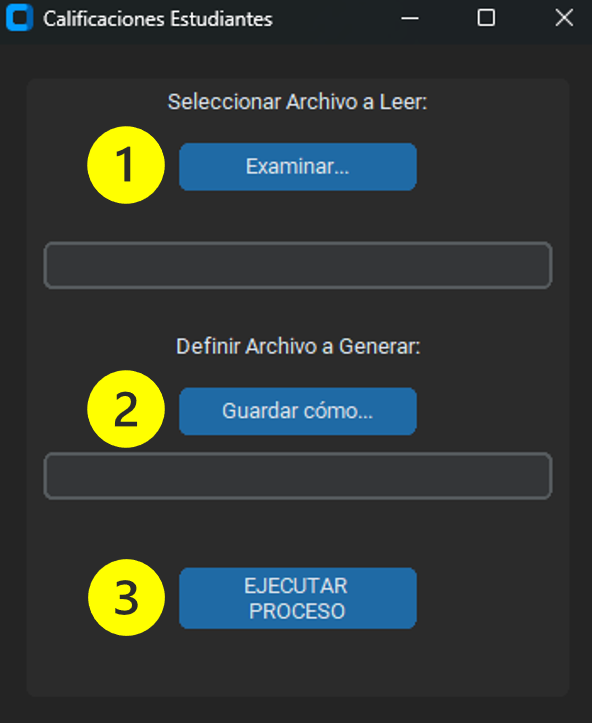 Calificaciones Estudiantes
Seleccionar Archivo a Leer:
1
Examinar...
Definir Archivo a Generar:
2
Guardar cómo...
3
EJECUTAR
PROCESO